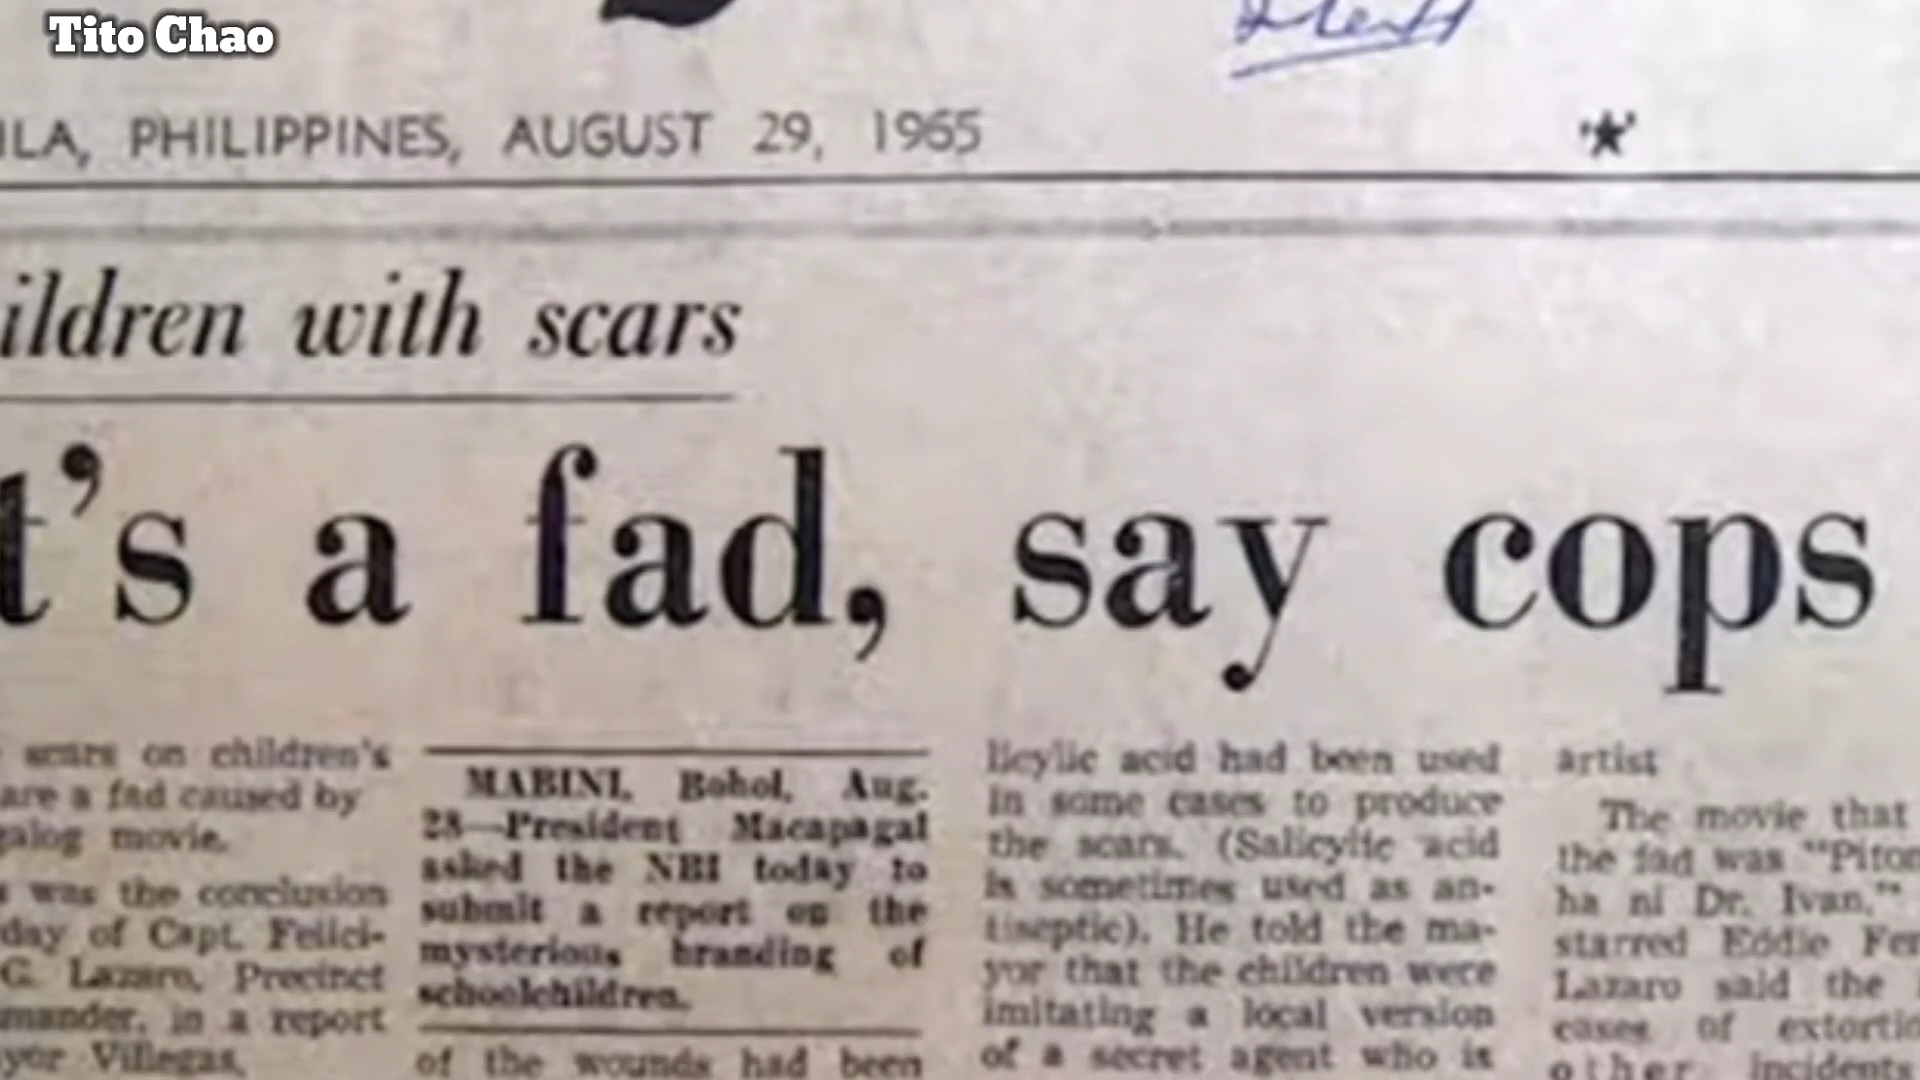 Tito Chao
ILA, PHILIPPINES, AUGUST 29, 1965
ildren with scars
t's a fad, say cops
scars on children's
are a fad caused by
galog movie.
was the conclusion
day of Capt. Felici-
G. Lazaro, Precinct
mander, in a report
yor Villegas,
MABINI, Bohol, Aug.
28—President Macapagal
asked the NBI today to
submit a report on the
mysterious branding of
schoolchildren.
of the wounds had been
licylic acid had been used
in some cases to produce
the scars. (Salicylic acid
is sometimes used as an-
tiseptic). He told the ma-
yor that the children were
imitating a local version
of a secret agent who is
artist
The movie that
the fad was "Piton
ha ni Dr. Ivan."
starred Eddie Fer
Lazaro said the
cases of extortio
other incidents